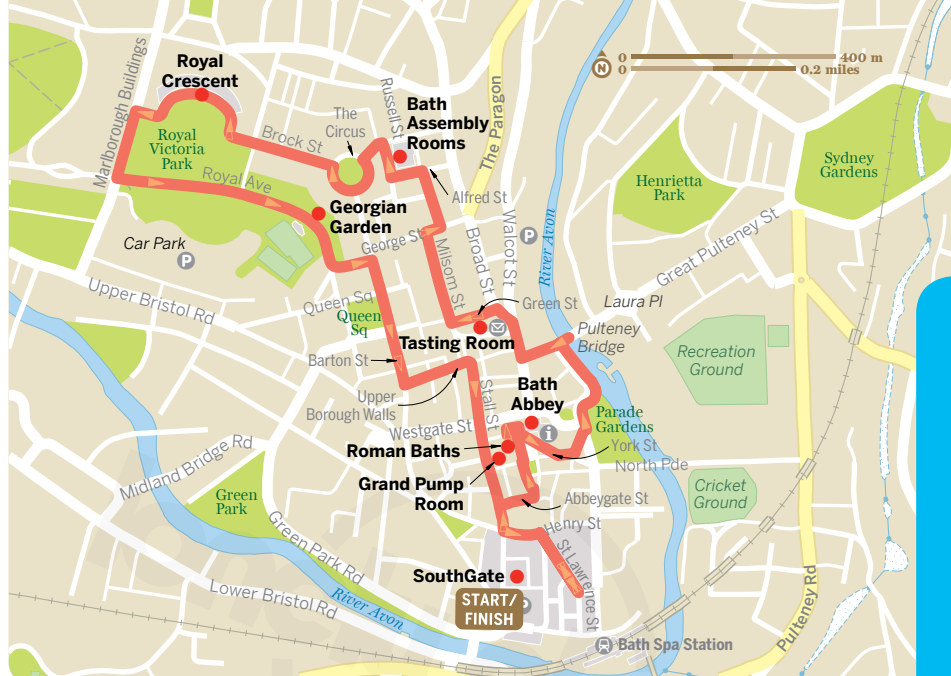 Royal
Crescent
Marlborough Buildings
Royal
Victoria
Park
Brock St
The
Circus
Russell St
Bath
Assembly
Rooms
The Paragon
N
0
400 m
0
0.2 miles
Royal Ave
Alfred St
Henrietta
Park
Sydney
Gardens
Georgian
Garden
George St
Milsom St
Broad St
Walcot St
P
River Avon
Great Pulteney St
Car Park
P
Upper Bristol Rd
Queen Sq
Queen
Sq
Green St
Laura Pl
Pulteney
Bridge
Tasting Room
Barton St
Recreation
Ground
Upper
Borough Walls
Stall St
Bath
Abbey
i
Parade
Gardens
Westgate St
York St
Roman Baths
North Pde
Midland Bridge Rd
Grand Pump
Room
Abbeygate St
Cricket
Ground
Green
Park
Henry St
Green Park Rd
St Lawrence St
SouthGate
START/
FINISH
P
Lower Bristol Rd
River Avon
Pulteney Rd
Bath Spa Station